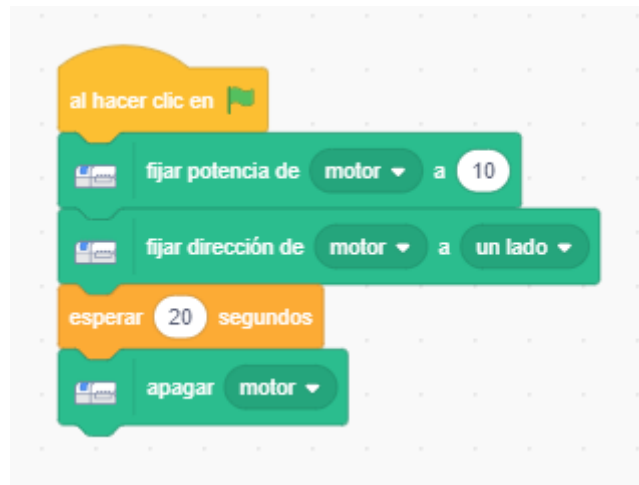 al hacer clic en
fijar potencia de motor a 10
fijar dirección de motor a un lado
esperar 20 segundos
apagar motor